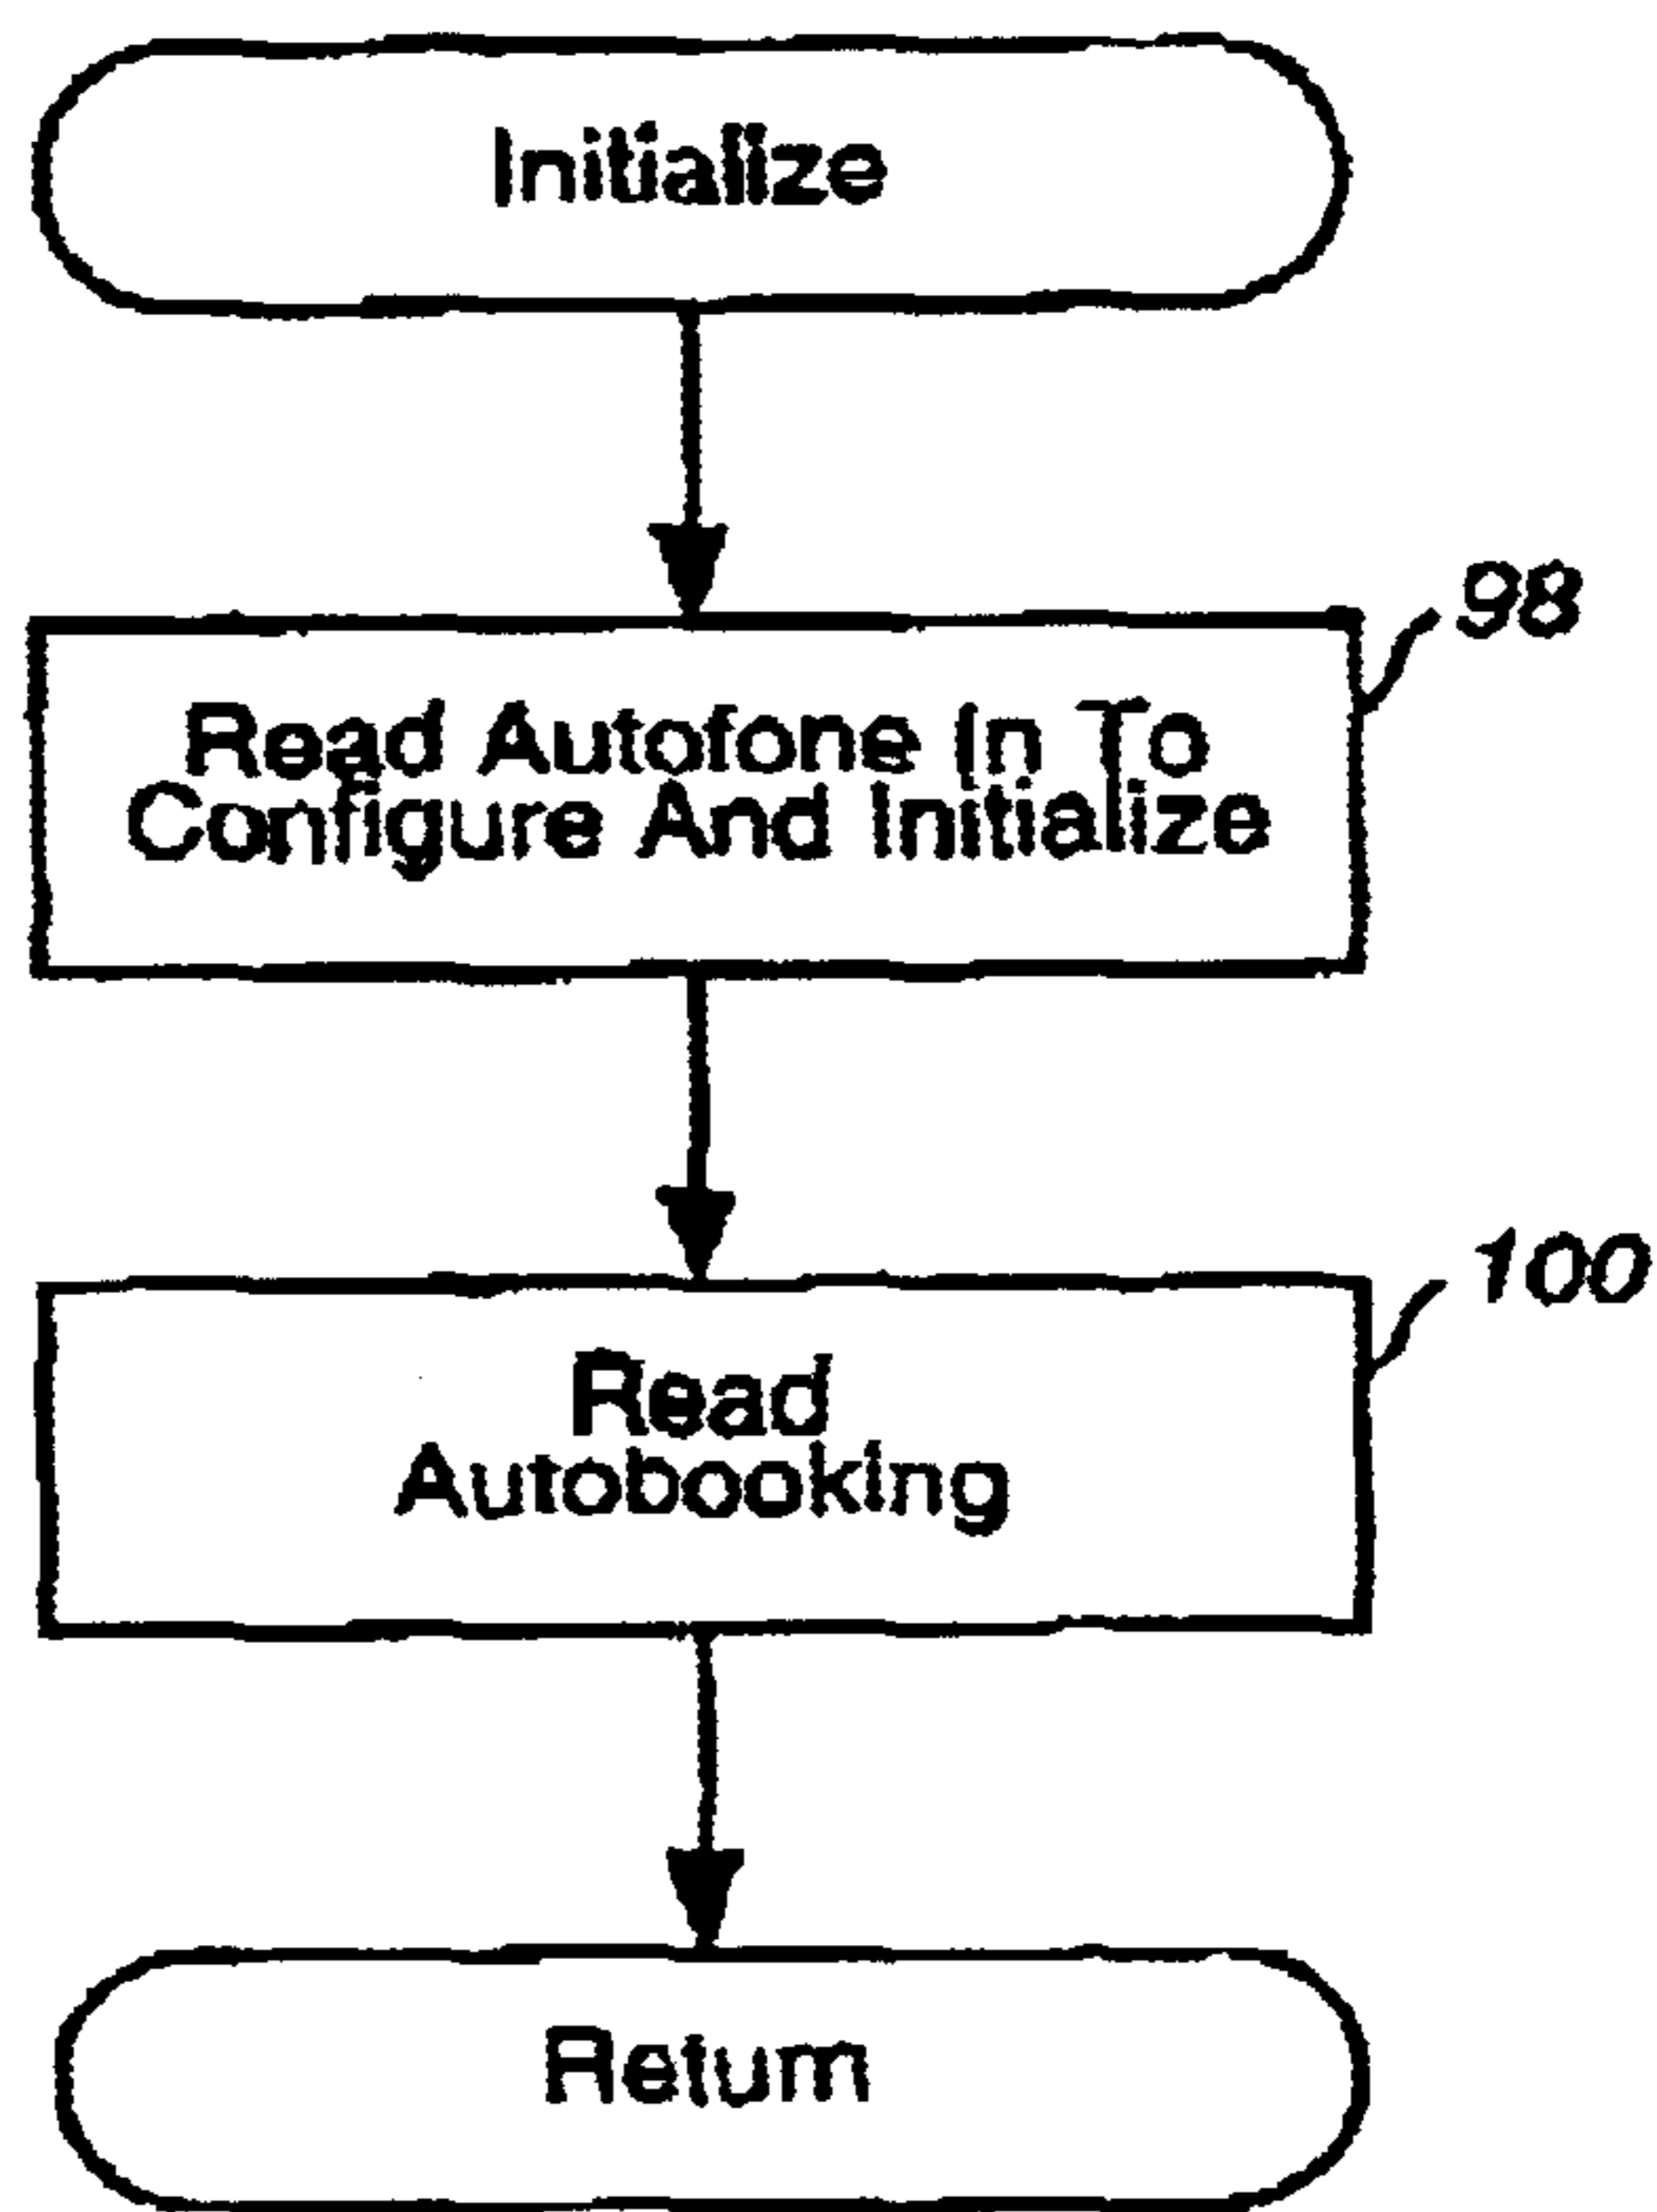 Initialize
98
Read Autofone In To
Configure And Initialize
100
Read
Autobooking
Return